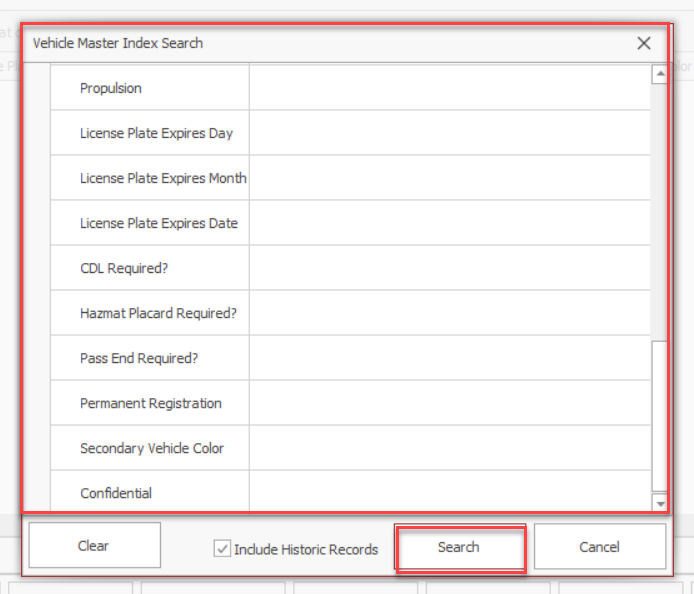 Vehicle Master Index Search
Propulsion
License Plate Expires Day
License Plate Expires Month
License Plate Expires Date
CDL Required?
Hazmat Placard Required?
Pass End Required?
Permanent Registration
Secondary Vehicle Color
Confidential
Clear
Include Historic Records
Search
Cancel